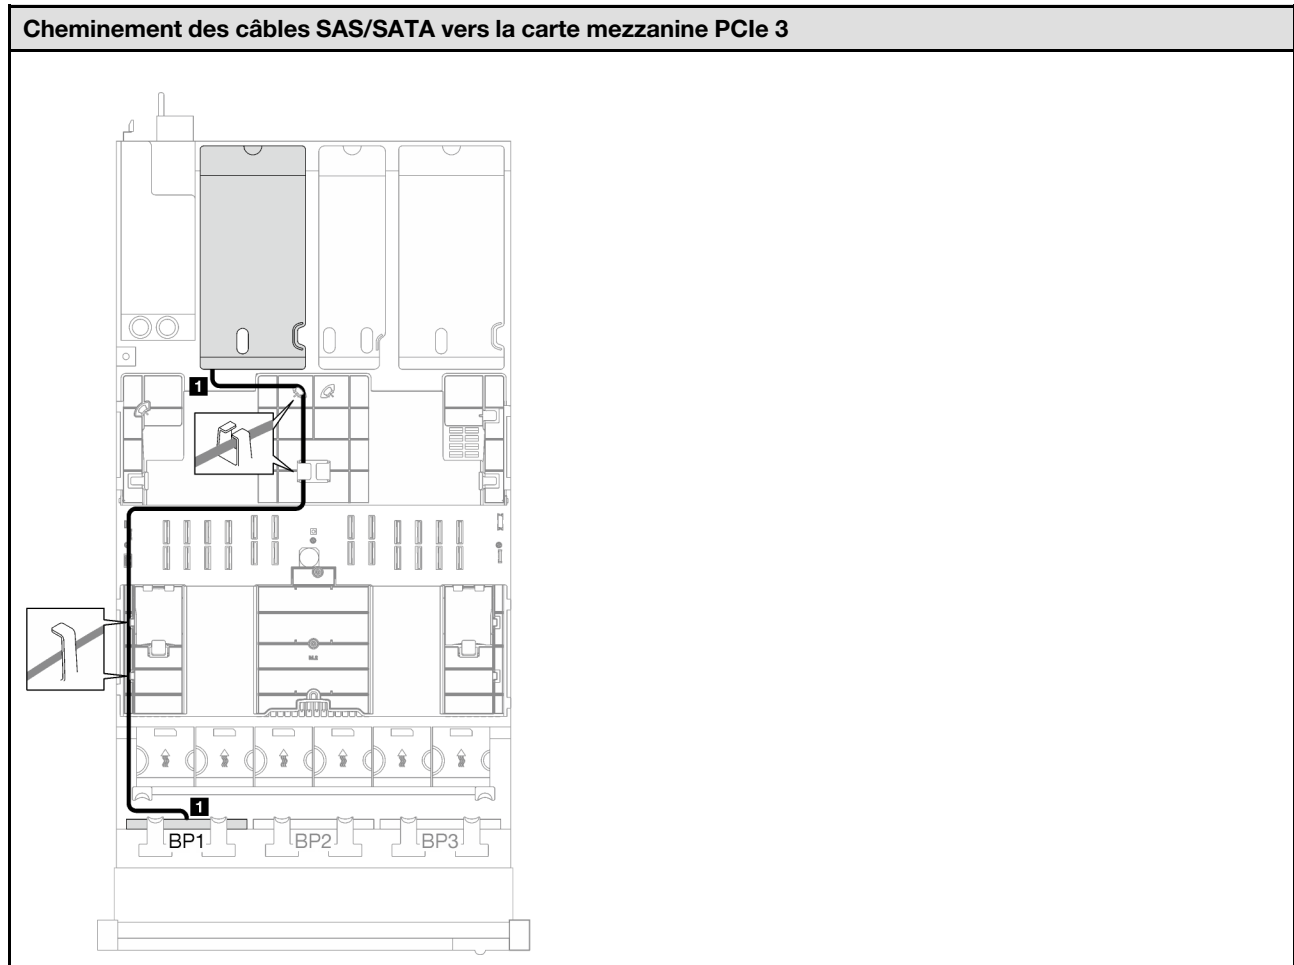 Cheminement des câbles SAS/SATA vers la carte mezzanine PCIe 3
1
1
BP1
BP2
BP3